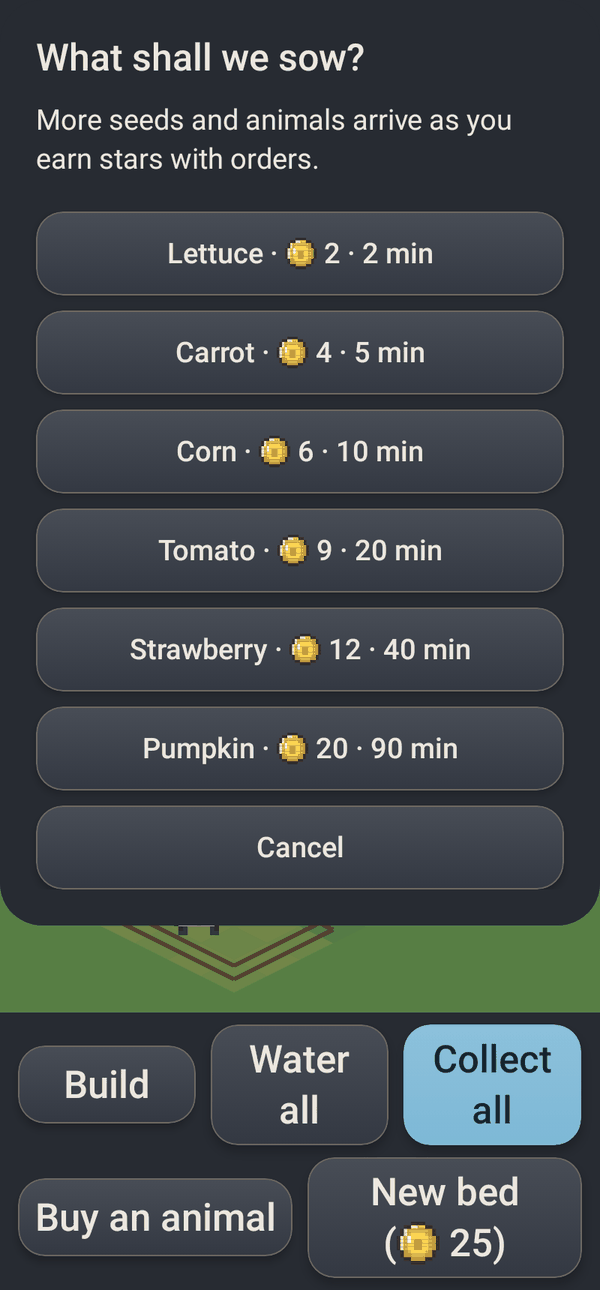 What shall we sow?
More seeds and animals arrive as you
earn stars with orders.
Lettuce · 2 · 2 min
Carrot · 4 · 5 min
Corn · 6 · 10 min
Tomato · 9 · 20 min
Strawberry · 12 · 40 min
Pumpkin · 20 · 90 min
Cancel
Build
Water
all
Collect
all
Buy an animal
New bed
( 25)